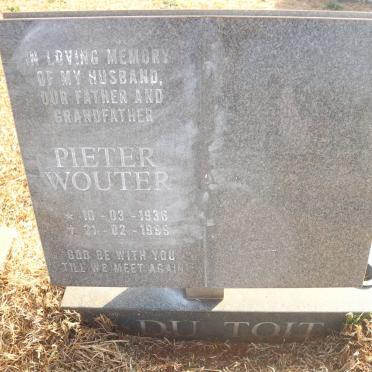 IN LOVING MEMORY
OF MY HUSBAND,
OUR FATHER AND
GRANDFATHER
PIETER
WOUTER
* 10-03-1936
† 21-02-1995
GOD BE WITH YOU
TILL WE MEET AGAIN
DU TOIT